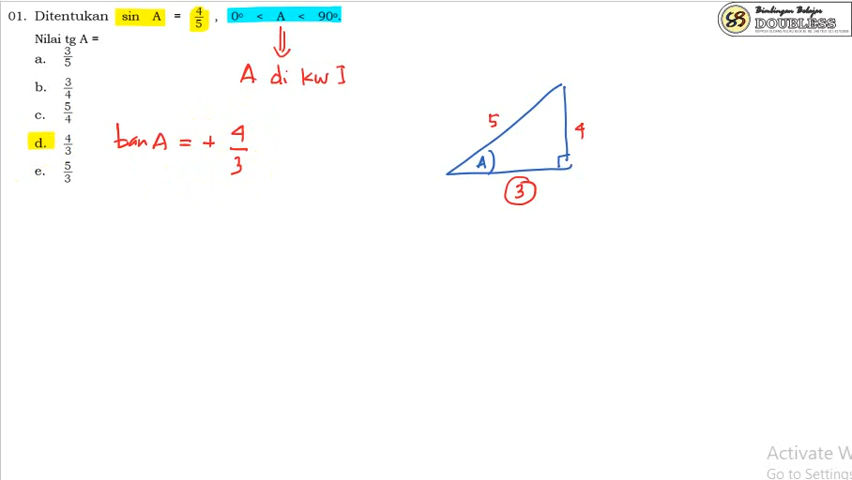 01. Ditentukan sin A = 4/5 , 0° < A < 90°.
Nilai tg A =
a. 3/5
b. 3/4
c. 5/4
d. 4/3
e. 5/3
A di kw I
tan A = + 4/3
5
4
A
3
Bimbingan Belajar
DOUBLESS
Activate W
Go to Settings